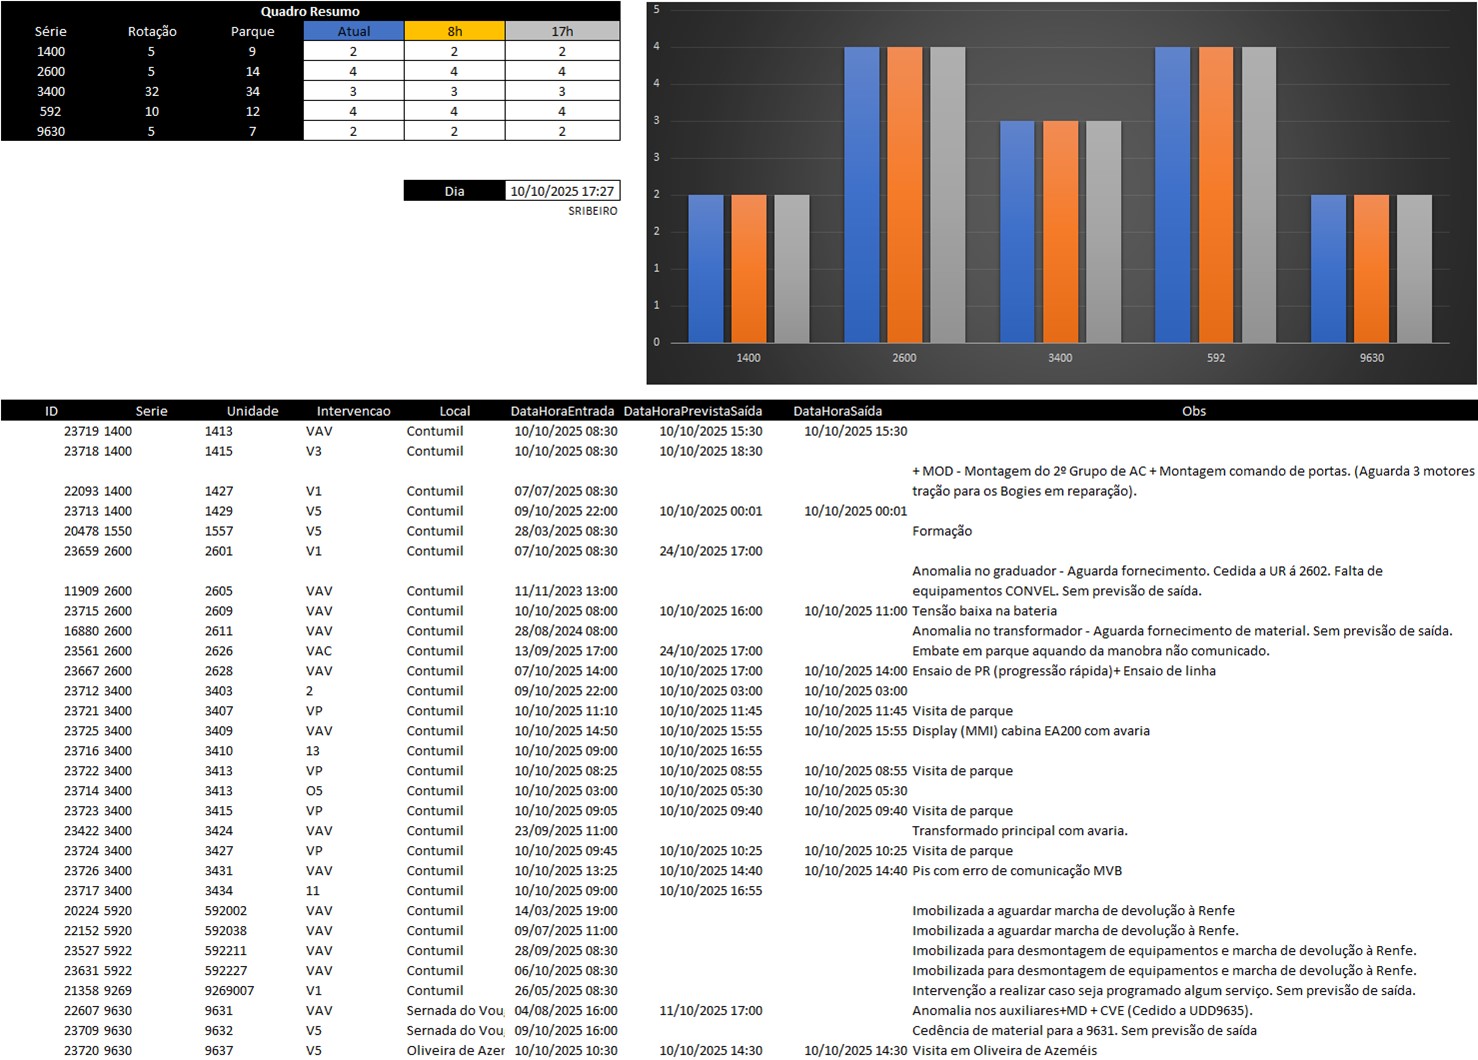 Quadro Resumo
Série Rotação Parque Atual 8h 17h
1400 5 9 2 2 2
2600 5 14 4 4 4
3400 32 34 3 3 3
592 10 12 4 4 4
9630 5 7 2 2 2
Dia 10/10/2025 17:27
SRIBEIRO
5
4
4
3
3
2
2
1
1
0
1400 2600 3400 592 9630
ID Serie Unidade Intervencao Local DataHoraEntrada DataHoraPrevistaSaída DataHoraSaída Obs
23719 1400 1413 VAV Contumil 10/10/2025 08:30 10/10/2025 15:30 10/10/2025 15:30
23718 1400 1415 V3 Contumil 10/10/2025 08:30 10/10/2025 18:30
+ MOD - Montagem do 2º Grupo de AC + Montagem comando de portas. (Aguarda 3 motores
22093 1400 1427 V1 Contumil 07/07/2025 08:30 tração para os Bogies em reparação).
23713 1400 1429 V5 Contumil 09/10/2025 22:00 10/10/2025 00:01 10/10/2025 00:01
20478 1550 1557 V5 Contumil 28/03/2025 08:30 Formação
23659 2600 2601 V1 Contumil 07/10/2025 08:30 24/10/2025 17:00
Anomalia no graduador - Aguarda fornecimento. Cedida a UR á 2602. Falta de
11909 2600 2605 VAV Contumil 11/11/2023 13:00 equipamentos CONVEL. Sem previsão de saída.
23715 2600 2609 VAV Contumil 10/10/2025 08:00 10/10/2025 16:00 10/10/2025 11:00 Tensão baixa na bateria
16880 2600 2611 VAV Contumil 28/08/2024 08:00 Anomalia no transformador - Aguarda fornecimento de material. Sem previsão de saída.
23561 2600 2626 VAC Contumil 13/09/2025 17:00 24/10/2025 17:00 Embate em parque aquando da manobra não comunicado.
23667 2600 2628 VAV Contumil 07/10/2025 14:00 10/10/2025 17:00 10/10/2025 14:00 Ensaio de PR (progressão rápida)+ Ensaio de linha
23712 3400 3403 2 Contumil 09/10/2025 22:00 10/10/2025 03:00 10/10/2025 03:00
23721 3400 3407 VP Contumil 10/10/2025 11:10 10/10/2025 11:45 10/10/2025 11:45 Visita de parque
23725 3400 3409 VAV Contumil 10/10/2025 14:50 10/10/2025 15:55 10/10/2025 15:55 Display (MMI) cabina EA200 com avaria
23716 3400 3410 13 Contumil 10/10/2025 09:00 10/10/2025 16:55
23722 3400 3413 VP Contumil 10/10/2025 08:25 10/10/2025 08:55 10/10/2025 08:55 Visita de parque
23714 3400 3413 O5 Contumil 10/10/2025 03:00 10/10/2025 05:30 10/10/2025 05:30
23723 3400 3415 VP Contumil 10/10/2025 09:05 10/10/2025 09:40 10/10/2025 09:40 Visita de parque
23422 3400 3424 VAV Contumil 23/09/2025 11:00 Transformado principal com avaria.
23724 3400 3427 VP Contumil 10/10/2025 09:45 10/10/2025 10:25 10/10/2025 10:25 Visita de parque
23726 3400 3431 VAV Contumil 10/10/2025 13:25 10/10/2025 14:40 10/10/2025 14:40 Pis com erro de comunicação MVB
23717 3400 3434 11 Contumil 10/10/2025 09:00 10/10/2025 16:55
20224 5920 592002 VAV Contumil 14/03/2025 19:00 Imobilizada a aguardar marcha de devolução à Renfe
22152 5920 592038 VAV Contumil 09/07/2025 11:00 Imobilizada a aguardar marcha de devolução à Renfe.
23527 5922 592211 VAV Contumil 28/09/2025 08:30 Imobilizada para desmontagem de equipamentos e marcha de devolução à Renfe.
23631 5922 592227 VAV Contumil 06/10/2025 08:30 Imobilizada para desmontagem de equipamentos e marcha de devolução à Renfe.
21358 9269 9269007 V1 Contumil 26/05/2025 08:30 Intervenção a realizar caso seja programado algum serviço. Sem previsão de saída.
22607 9630 9631 VAV Sernada do Vou 04/08/2025 16:00 11/10/2025 17:00 Anomalia nos auxiliares+MD + CVE (Cedido a UDD9635).
23709 9630 9632 V5 Sernada do Vou 09/10/2025 16:00 Cedência de material para a 9631. Sem previsão de saída
23720 9630 9637 V5 Oliveira de Azer 10/10/2025 10:30 10/10/2025 14:30 10/10/2025 14:30 Visita em Oliveira de Azeméis